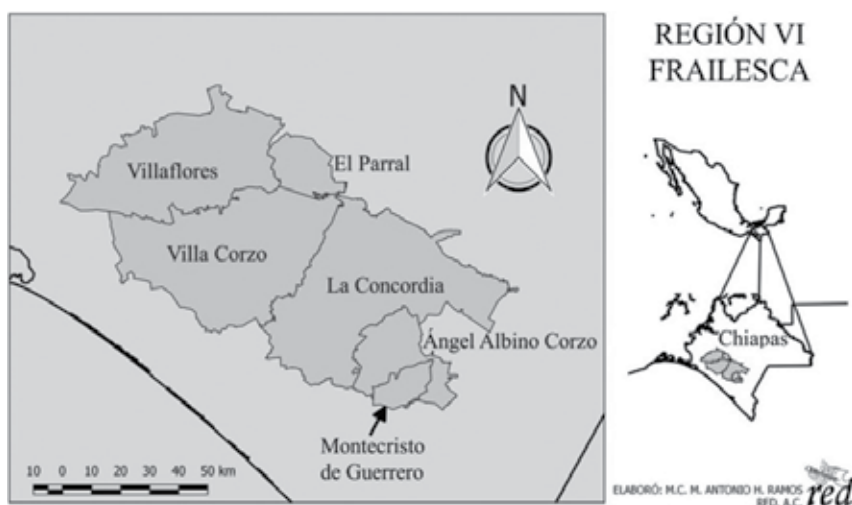 REGIÓN VI
FRAILESCA
N
Villaflores
El Parral
Villa Corzo
La Concordia
Ángel Albino Corzo
Montecristo
de Guerrero
10 0 10 20 30 40 50 km
Chiapas
ELABORÓ: M.C. M. ANTONIO H. RAMOS
RED, A.C.
red